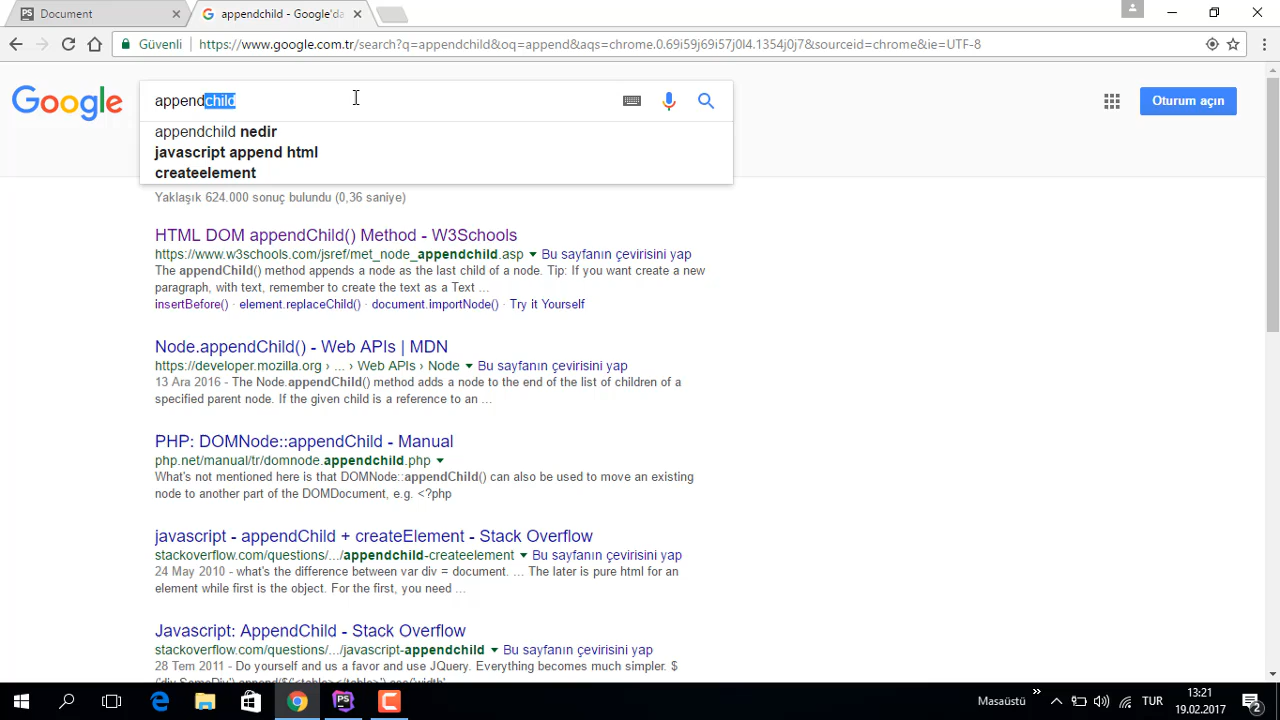 PS Document
G appendchild - Google'da
Güvenli https://www.google.com.tr/search?q=appendchild&oq=append&aqs=chrome.0.69i59j69i57j0l4.1354j0j7&sourceid=chrome&ie=UTF-8
Google
appendchild
Oturum açın
appendchild nedir
javascript append html
createelement
Yaklaşık 624.000 sonuç bulundu (0,36 saniye)
HTML DOM appendChild() Method - W3Schools
https://www.w3schools.com/jsref/met_node_appendchild.asp Bu sayfanın çevirisini yap
The appendChild() method appends a node as the last child of a node. Tip: If you want create a new
paragraph, with text, remember to create the text as a Text ...
insertBefore() · element.replaceChild() · document.importNode() · Try it Yourself
Node.appendChild() - Web APIs | MDN
https://developer.mozilla.org › ... › Web APIs › Node Bu sayfanın çevirisini yap
13 Ara 2016 - The Node.appendChild() method adds a node to the end of the list of children of a
specified parent node. If the given child is a reference to an ...
PHP: DOMNode::appendChild - Manual
php.net/manual/tr/domnode.appendchild.php
What's not mentioned here is that DOMNode::appendChild() can also be used to move an existing
node to another part of the DOMDocument, e.g. <?php
javascript - appendChild + createElement - Stack Overflow
stackoverflow.com/questions/.../appendchild-createelement Bu sayfanın çevirisini yap
24 May 2010 - what's the difference between var div = document. ... The later is pure html for an
element while first is the object. For the first, you need ...
Javascript: AppendChild - Stack Overflow
stackoverflow.com/questions/.../javascript-appendchild Bu sayfanın çevirisini yap
28 Tem 2011 - Do yourself and us a favor and use JQuery. Everything becomes much simpler. $
Masaüstü
TUR
13:21
19.02.2017
2